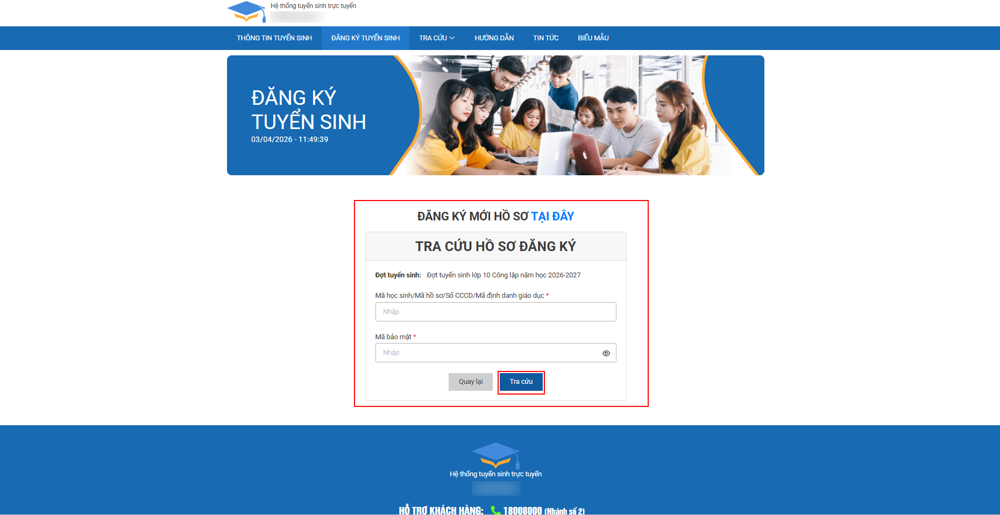 Hệ thống tuyển sinh trực tuyến
THÔNG TIN TUYỂN SINH ĐĂNG KÝ TUYỂN SINH TRA CỨU HƯỚNG DẪN TIN TỨC BIỂU MẪU
ĐĂNG KÝ
TUYỂN SINH
03/04/2026 - 11:49:39
ĐĂNG KÝ MỚI HỒ SƠ TẠI ĐÂY
TRA CỨU HỒ SƠ ĐĂNG KÝ
Đợt tuyển sinh: Đợt tuyển sinh lớp 10 Công lập năm học 2026-2027
Mã học sinh/Mã hồ sơ/Số CCCD/Mã định danh giáo dục *
Nhập
Mã bảo mật *
Nhập
Quay lại Tra cứu
Hệ thống tuyển sinh trực tuyến
HỖ TRỢ KHÁCH HÀNG: 18008000 (Nhánh số 2)